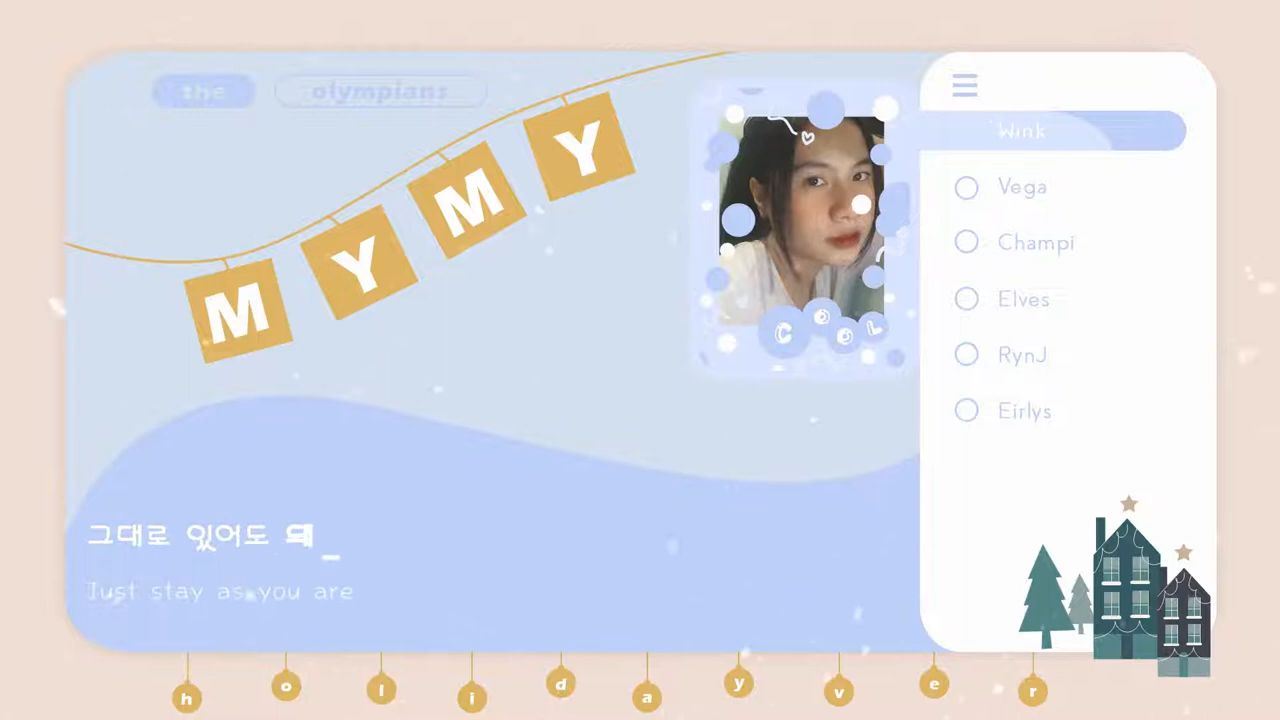 the olympians
M Y M Y
C O O L
Wink
Vega
Champi
Elves
RynJ
Eirlys
그대로 있어도 돼_
Just stay as you are
h o l i d a y v e r